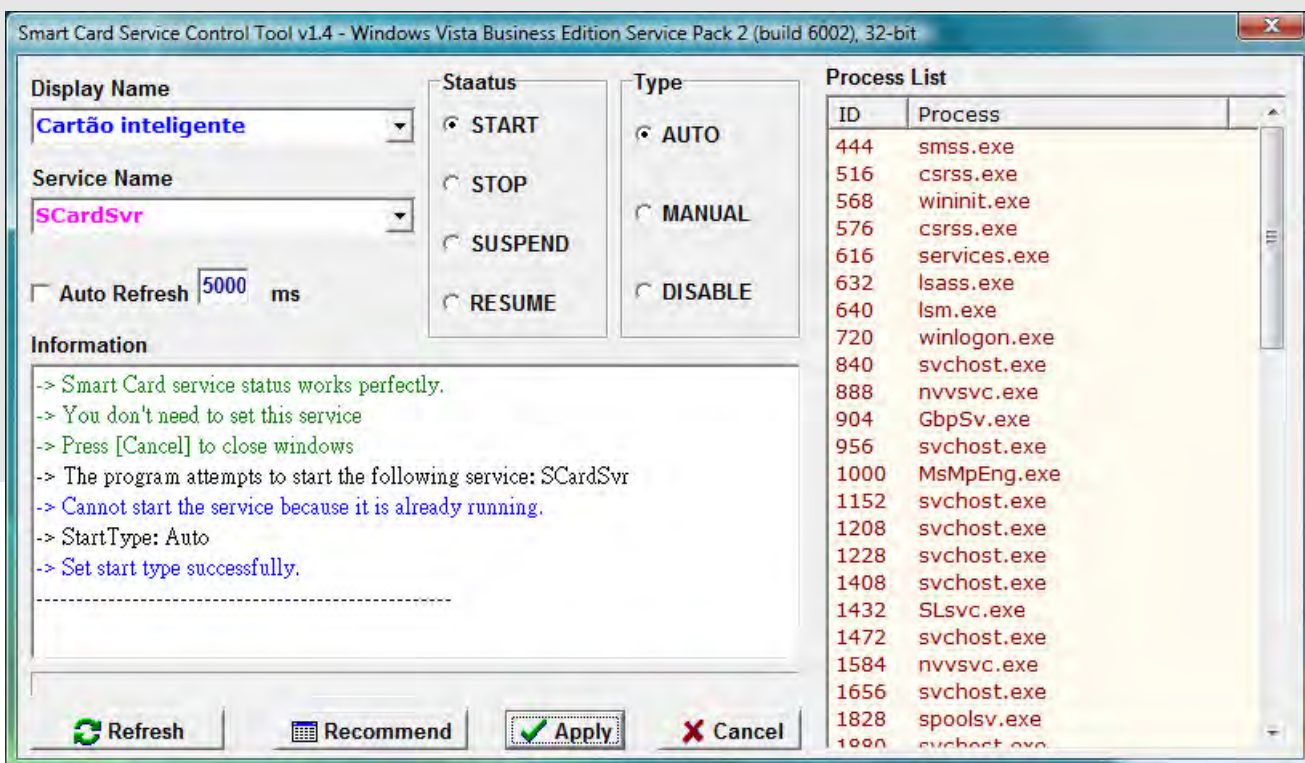 Smart Card Service Control Tool v1.4 - Windows Vista Business Edition Service Pack 2 (build 6002), 32-bit
Display Name
Cartão inteligente
Service Name
SCardSvr
Auto Refresh 5000 ms
Staatus
START
STOP
SUSPEND
RESUME
Type
AUTO
MANUAL
DISABLE
Information
-> Smart Card service status works perfectly.
-> You don't need to set this service
-> Press [Cancel] to close windows
-> The program attempts to start the following service: SCardSvr
-> Cannot start the service because it is already running.
-> StartType: Auto
-> Set start type successfully.
----------------------------------------------------
Refresh Recommend Apply Cancel
Process List
ID Process
444 smss.exe
516 csrss.exe
568 wininit.exe
576 csrss.exe
616 services.exe
632 lsass.exe
640 lsm.exe
720 winlogon.exe
840 svchost.exe
888 nvvsvc.exe
904 GbpSv.exe
956 svchost.exe
1000 MsMpEng.exe
1152 svchost.exe
1208 svchost.exe
1228 svchost.exe
1408 svchost.exe
1432 SLsvc.exe
1472 svchost.exe
1584 nvvsvc.exe
1656 svchost.exe
1828 spoolsv.exe
1880 svchost.exe